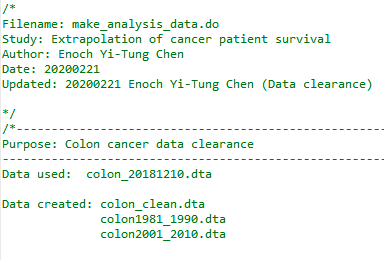 /*
Filename: make_analysis_data.do
Study: Extrapolation of cancer patient survival
Author: Enoch Yi-Tung Chen
Date: 20200221
Updated: 20200221 Enoch Yi-Tung Chen (Data clearance)
*/
/*---------------------------------------------------
Purpose: Colon cancer data clearance
-----------------------------------------------------
Data used:  colon_20181210.dta
Data created: colon_clean.dta
colon1981_1990.dta
colon2001_2010.dta